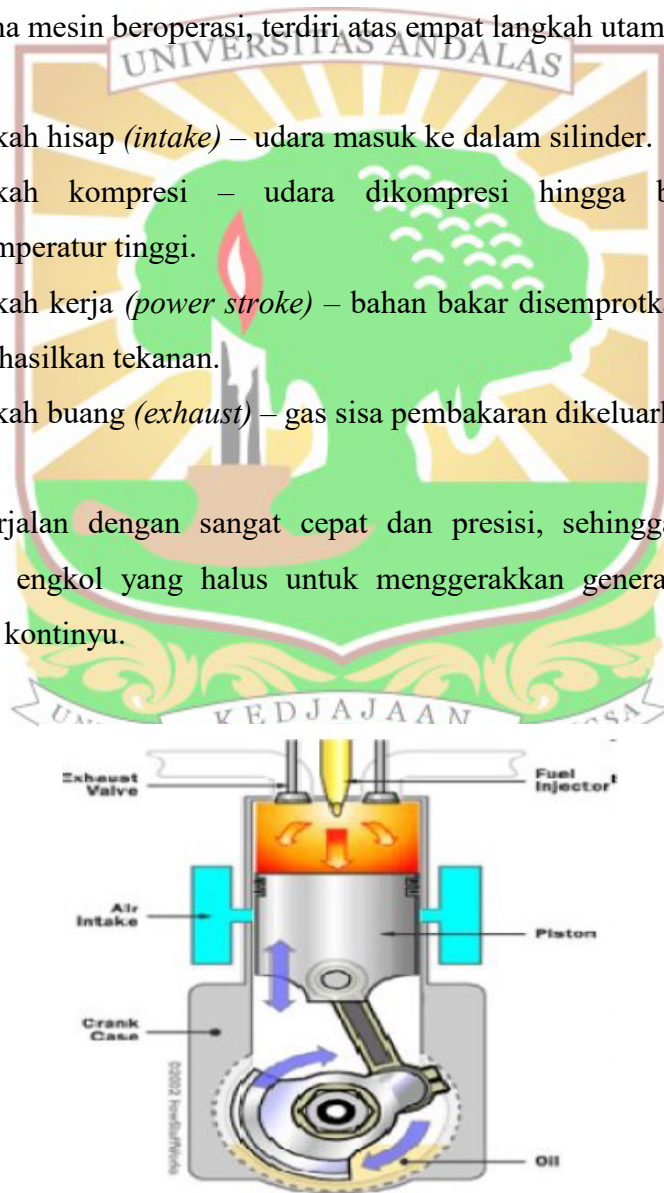 na mesin beroperasi, terdiri atas empat langkah utam
UNIVERSITAS ANDALAS
kah hisap (intake) – udara masuk ke dalam silinder.
kah kompresi – udara dikompresi hingga b
mperatur tinggi.
kah kerja (power stroke) – bahan bakar disemprotk
hasilkan tekanan.
kah buang (exhaust) – gas sisa pembakaran dikeluark
rjalan dengan sangat cepat dan presisi, sehingga
engkol yang halus untuk menggerakkan genera
kontinyu.
KEDJAJAAN
Exhaust
Valve
Fuel
Injector
Air
Intake
Piston
Crank
Case
©2002 HowStuffWorks
Oil